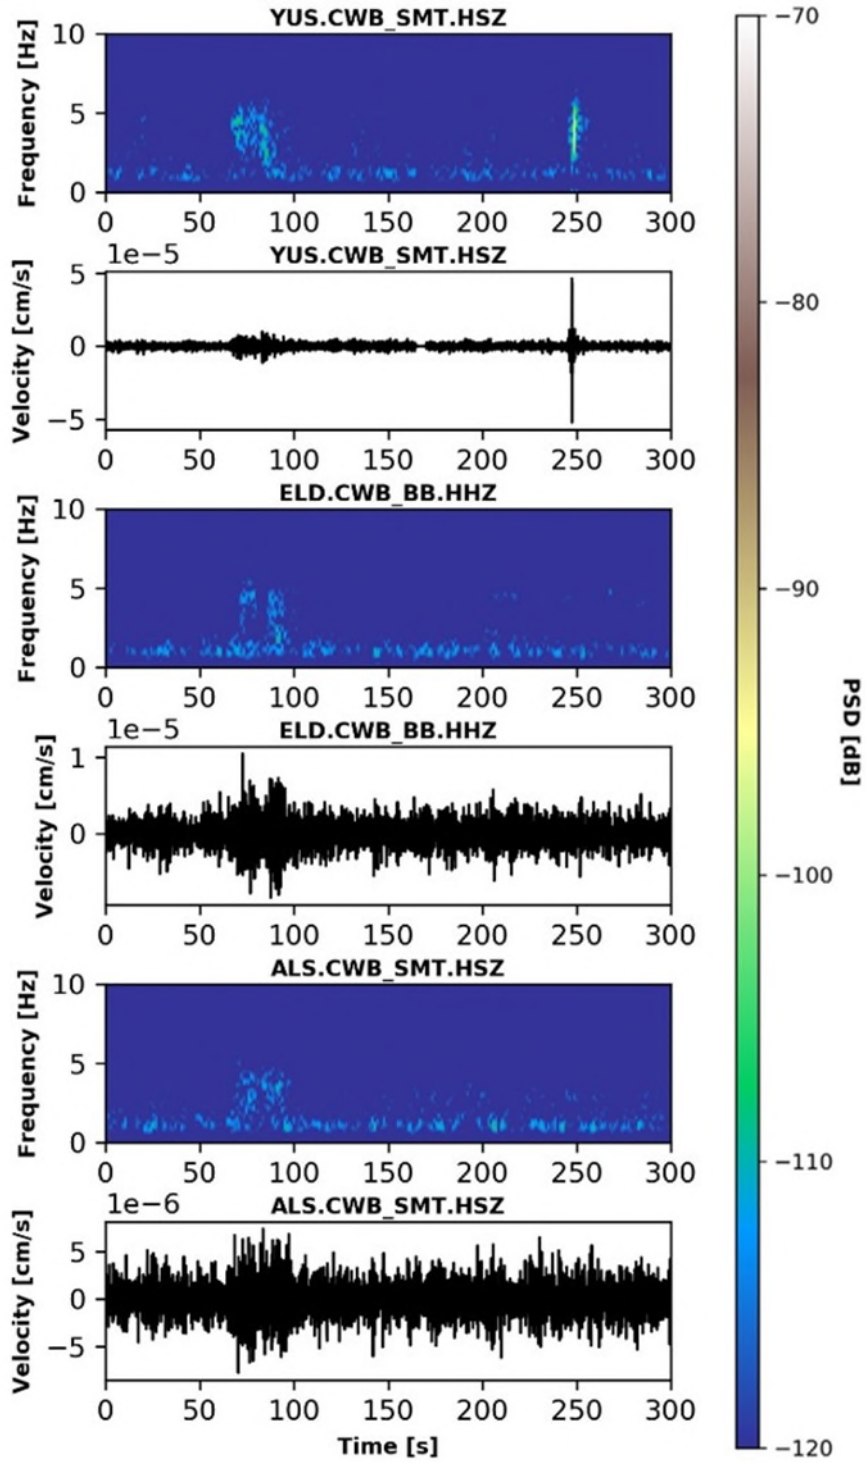 YUS.CWB_SMT.HSZ
Frequency [Hz]
10
5
0
0 50 100 150 200 250 300
1e−5
YUS.CWB_SMT.HSZ
Velocity [cm/s]
5
0
−5
0 50 100 150 200 250 300
ELD.CWB_BB.HHZ
Frequency [Hz]
10
5
0
0 50 100 150 200 250 300
1e−5
ELD.CWB_BB.HHZ
Velocity [cm/s]
1
0
0 50 100 150 200 250 300
ALS.CWB_SMT.HSZ
Frequency [Hz]
10
5
0
0 50 100 150 200 250 300
1e−6
ALS.CWB_SMT.HSZ
Velocity [cm/s]
5
0
−5
0 50 100 150 200 250 300
Time [s]
−70
−80
−90
−100
−110
−120
PSD [dB]